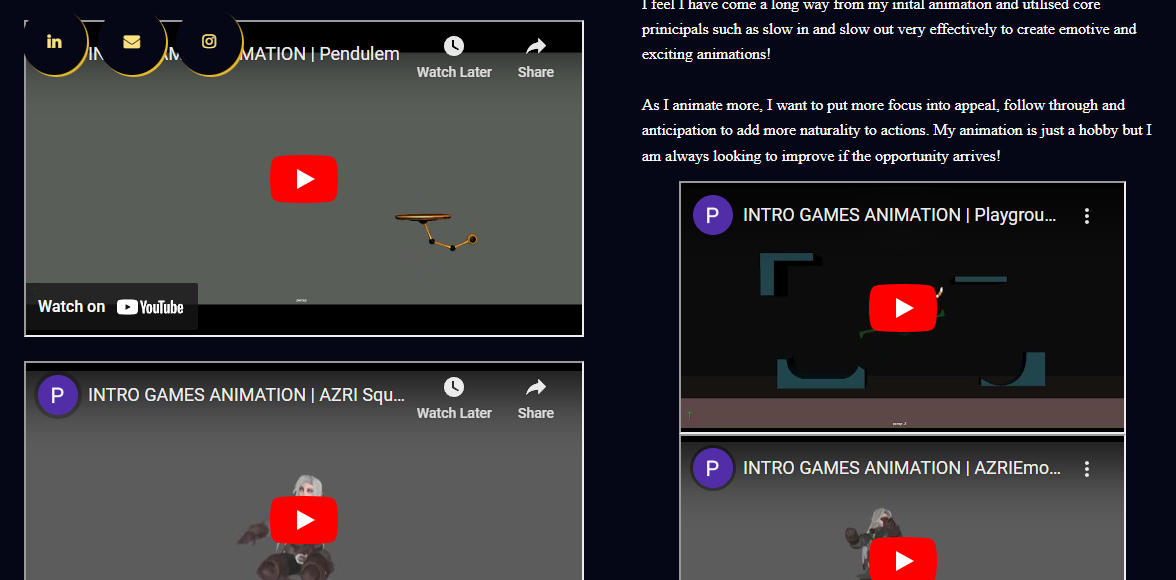 in
IN
MATION | Pendulem
Watch Later
Share
Watch on YouTube
P
INTRO GAMES ANIMATION | AZRI Squ...
Watch Later
Share
I feel I have come a long way from my inital animation and utilised core
prinicipals such as slow in and slow out very effectively to create emotive and
exciting animations!
As I animate more, I want to put more focus into appeal, follow through and
anticipation to add more naturality to actions. My animation is just a hobby but I
am always looking to improve if the opportunity arrives!
P
INTRO GAMES ANIMATION | Playgrou...
P
INTRO GAMES ANIMATION | AZRIEmo...